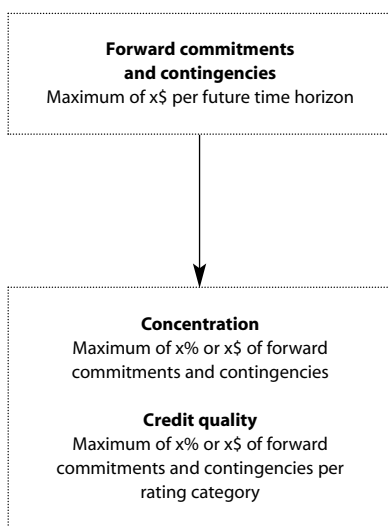 Forward commitments
and contingencies
Maximum of x$ per future time horizon
Concentration
Maximum of x% or x$ of forward
commitments and contingencies
Credit quality
Maximum of x% or x$ of forward
commitments and contingencies per
rating category